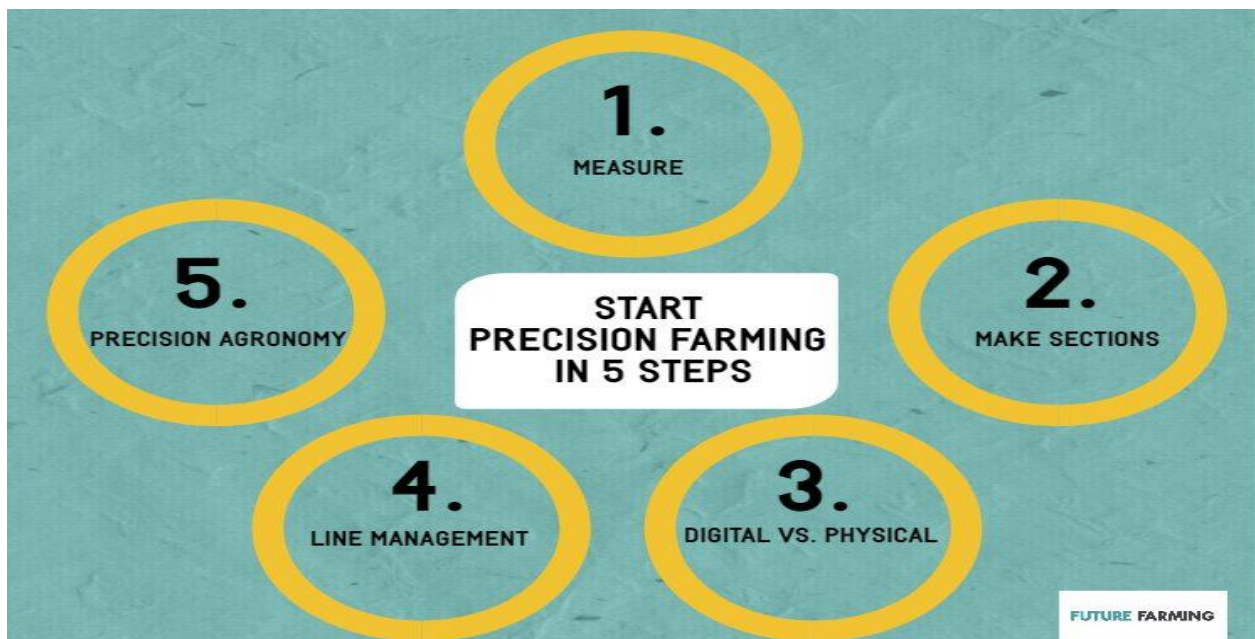 1.
MEASURE
5.
PRECISION AGRONOMY
START
PRECISION FARMING
IN 5 STEPS
2.
MAKE SECTIONS
4.
LINE MANAGEMENT
3.
DIGITAL VS. PHYSICAL
FUTURE FARMING